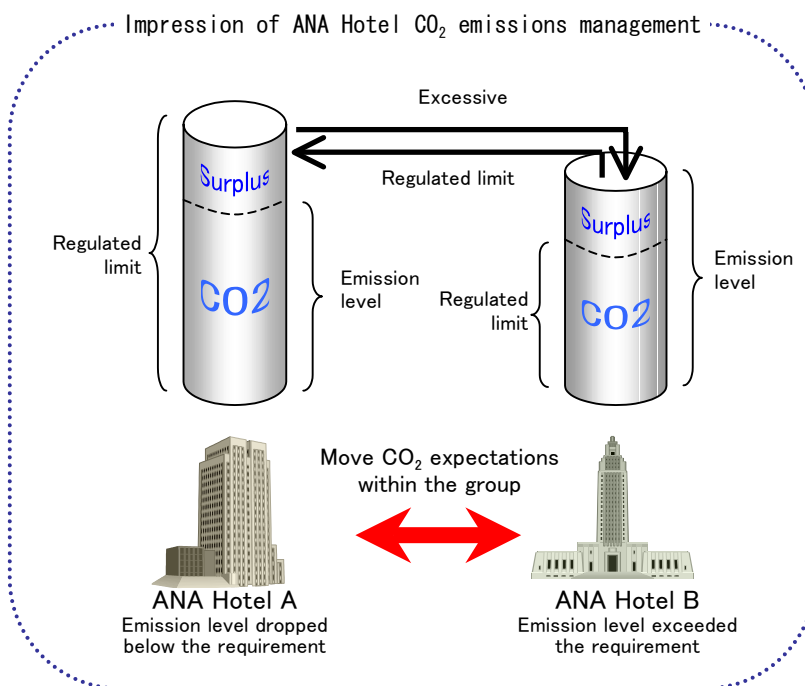 Impression of ANA Hotel CO₂ emissions management
Excessive
Regulated limit
Surplus
Surplus
Regulated
limit
Emission
level
CO2
Emission
level
Regulated
limit
CO2
Move CO₂ expectations
within the group
ANA Hotel A
Emission level dropped
below the requirement
ANA Hotel B
Emission level exceeded
the requirement